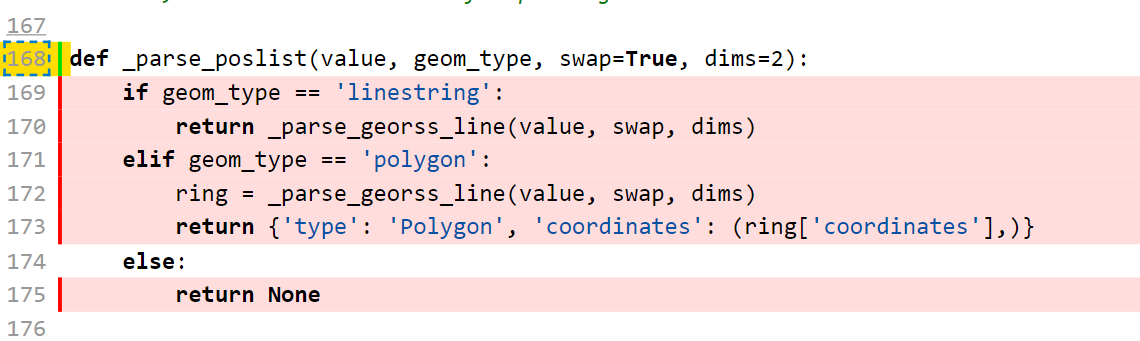 167
168 def _parse_poslist(value, geom_type, swap=True, dims=2):
169     if geom_type == 'linestring':
170         return _parse_georss_line(value, swap, dims)
171     elif geom_type == 'polygon':
172         ring = _parse_georss_line(value, swap, dims)
173         return {'type': 'Polygon', 'coordinates': (ring['coordinates'],)}
174     else:
175         return None
176